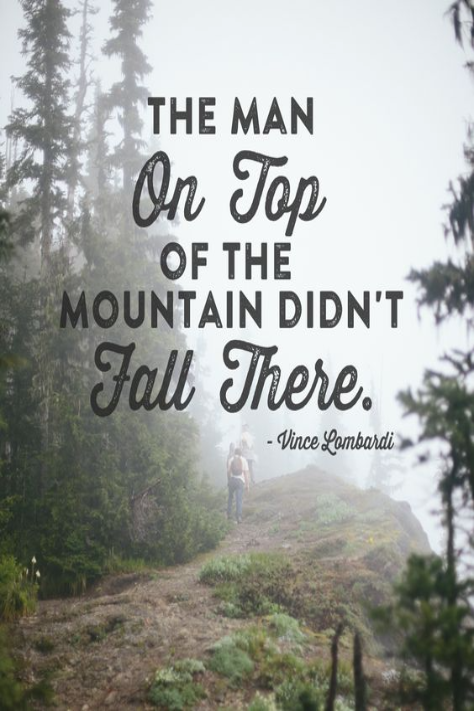 THE MAN
On Top
OF THE
MOUNTAIN DIDN'T
Fall There.
- Vince Lombardi